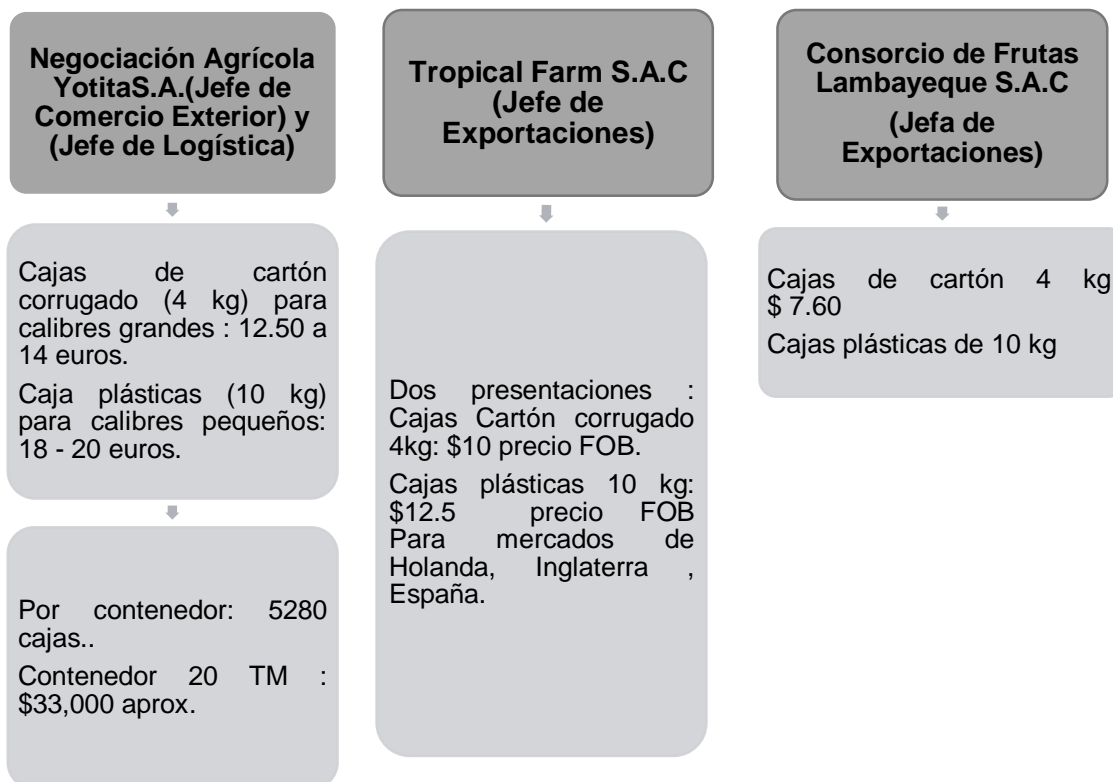 Negociación Agrícola
YotitaS.A.(Jefe de
Comercio Exterior) y
(Jefe de Logística)
Cajas de cartón
corrugado (4 kg) para
calibres grandes : 12.50 a
14 euros.
Caja plásticas (10 kg)
para calibres pequeños:
18 - 20 euros.
Por contenedor: 5280
cajas..
Contenedor 20 TM :
$33,000 aprox.
Tropical Farm S.A.C
(Jefe de
Exportaciones)
Dos presentaciones :
Cajas Cartón corrugado
4kg: $10 precio FOB.
Cajas plásticas 10 kg:
$12.5 precio FOB
Para mercados de
Holanda, Inglaterra ,
España.
Consorcio de Frutas
Lambayeque S.A.C
(Jefa de
Exportaciones)
Cajas de cartón 4 kg
$ 7.60
Cajas plásticas de 10 kg